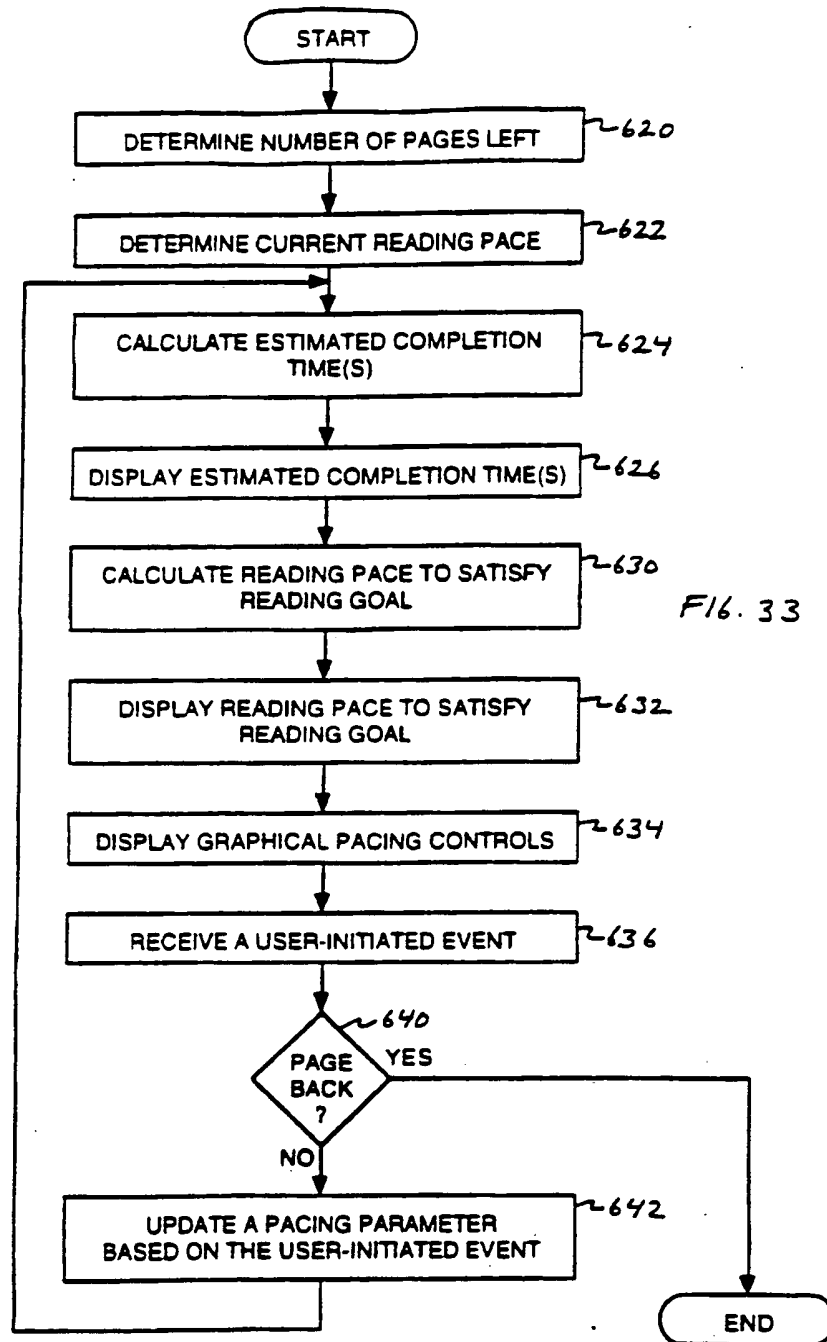 START
DETERMINE NUMBER OF PAGES LEFT
620
DETERMINE CURRENT READING PACE
622
CALCULATE ESTIMATED COMPLETION
TIME(S)
624
DISPLAY ESTIMATED COMPLETION TIME(S)
626
CALCULATE READING PACE TO SATISFY
READING GOAL
630
FIG. 33
DISPLAY READING PACE TO SATISFY
READING GOAL
632
DISPLAY GRAPHICAL PACING CONTROLS
634
RECEIVE A USER-INITIATED EVENT
636
640
PAGE
BACK
?
YES
NO
UPDATE A PACING PARAMETER
BASED ON THE USER-INITIATED EVENT
642
END